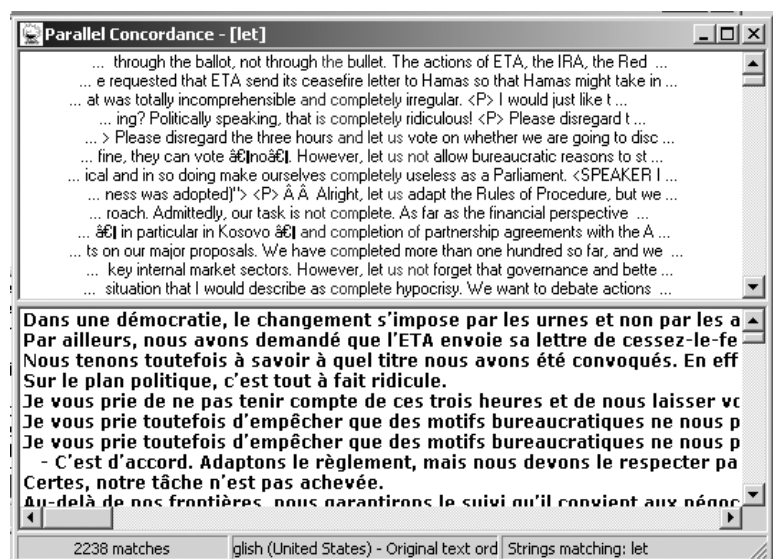 Parallel Concordance - [let]
... through the ballot, not through the bullet. The actions of ETA, the IRA, the Red ...
... e requested that ETA send its ceasefire letter to Hamas so that Hamas might take in ...
... at was totally incomprehensible and completely irregular. <P> I would just like t ...
... ing? Politically speaking, that is completely ridiculous! <P> Please disregard t ...
... > Please disregard the three hours and let us vote on whether we are going to disc ...
... fine, they can vote â€¦noâ€¦. However, let us not allow bureaucratic reasons to st ...
... ical and in so doing make ourselves completely useless as a Parliament. <SPEAKER I ...
... ness was adopted)"> <P> Â Â Alright, let us adapt the Rules of Procedure, but we ...
... roach. Admittedly, our task is not complete. As far as the financial perspective ...
... â€¦ in particular in Kosovo â€¦ and completion of partnership agreements with the A ...
... ts on our major proposals. We have completed more than one hundred so far, and we ...
... key internal market sectors. However, let us not forget that governance and bette ...
... situation that I would describe as complete hypocrisy. We want to debate actions ...
Dans une démocratie, le changement s'impose par les urnes et non par les a
Par ailleurs, nous avons demandé que l'ETA envoie sa lettre de cessez-le-fe
Nous tenons toutefois à savoir à quel titre nous avons été convoqués. En eff
Sur le plan politique, c'est tout à fait ridicule.
Je vous prie de ne pas tenir compte de ces trois heures et de nous laisser vo
Je vous prie toutefois d'empêcher que des motifs bureaucratiques ne nous p
Je vous prie toutefois d'empêcher que des motifs bureaucratiques ne nous p
- C'est d'accord. Adaptons le règlement, mais nous devons le respecter pa
Certes, notre tâche n'est pas achevée.
Au-delà de nos frontières, nous garantirons le suivi qu'il convient aux négoc
2238 matches glish (United States) - Original text ord Strings matching: let